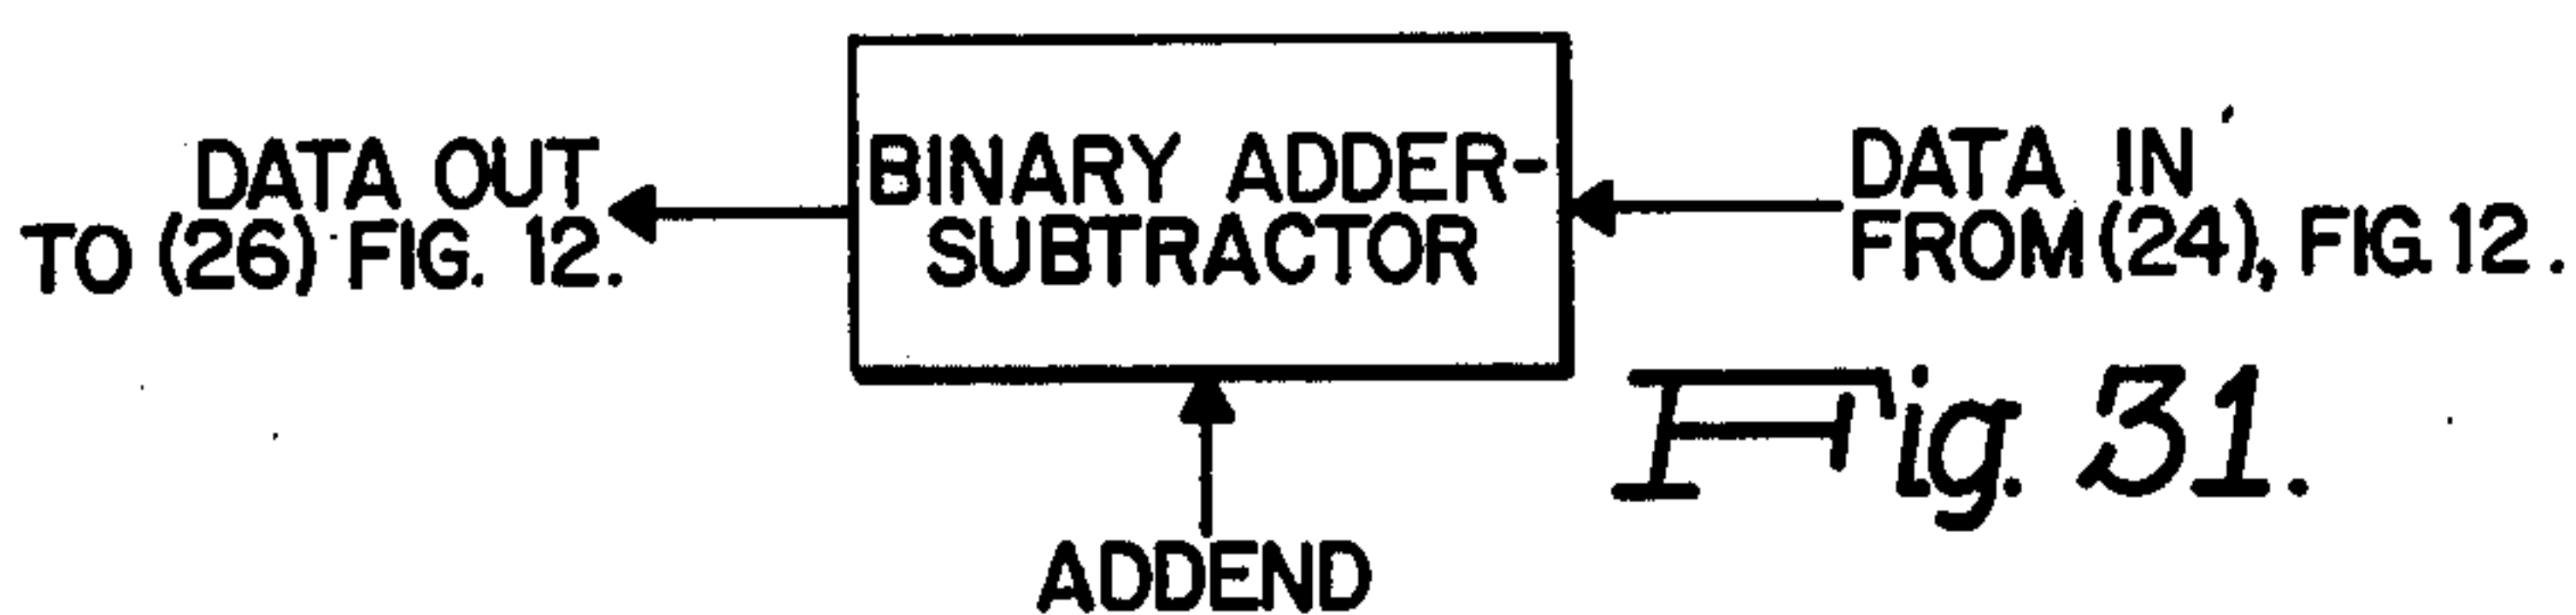 DATA OUT
TO (26) FIG. 12.
BINARY ADDER-
SUBTRACTOR
DATA IN
FROM (24), FIG. 12.
ADDEND
Fig. 31.